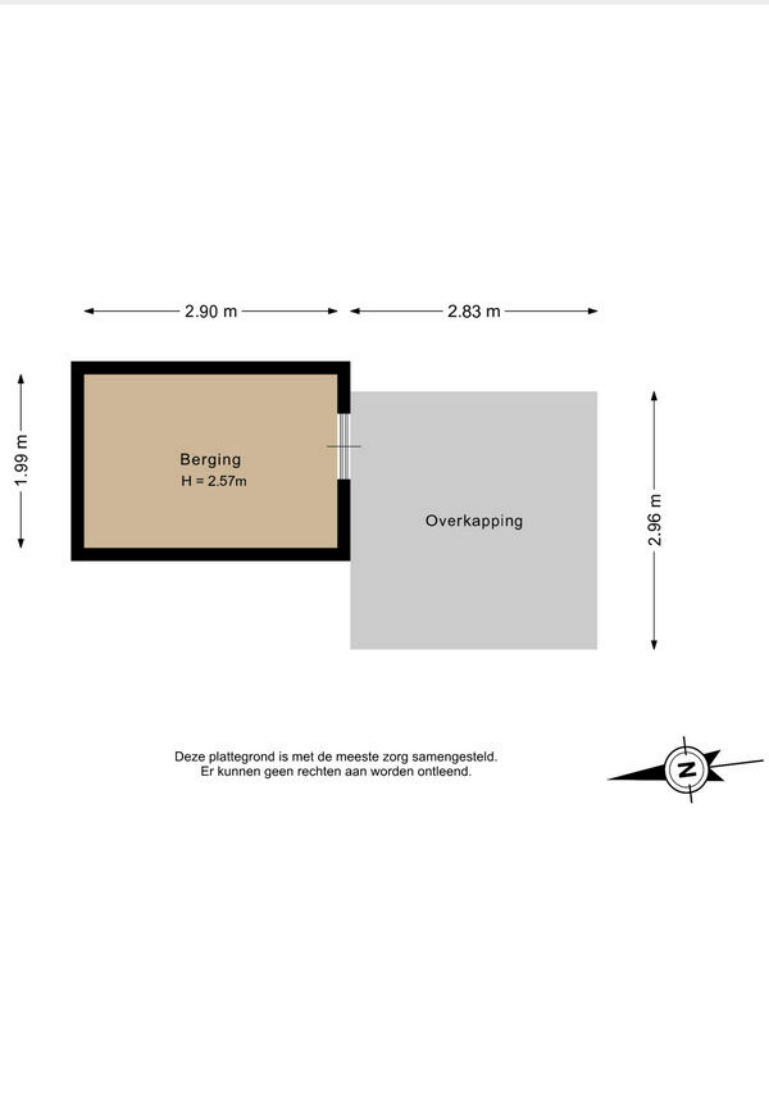 2.90 m
2.83 m
1.99 m
Berging
H = 2.57m
2.96 m
Overkapping
Deze plattegrond is met de meeste zorg samengesteld.
Er kunnen geen rechten aan worden ontleend.
N